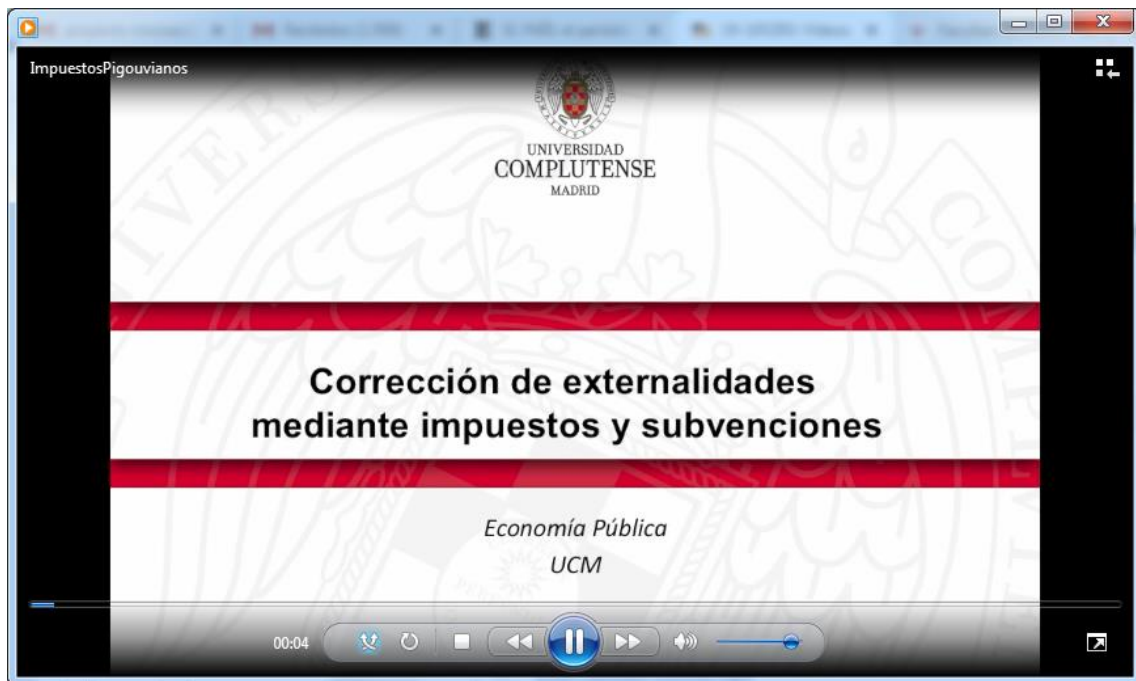 ImpuestosPigouvianos
UNIVERSIDAD
COMPLUTENSE
MADRID
Corrección de externalidades
mediante impuestos y subvenciones
Economía Pública
UCM
00:04